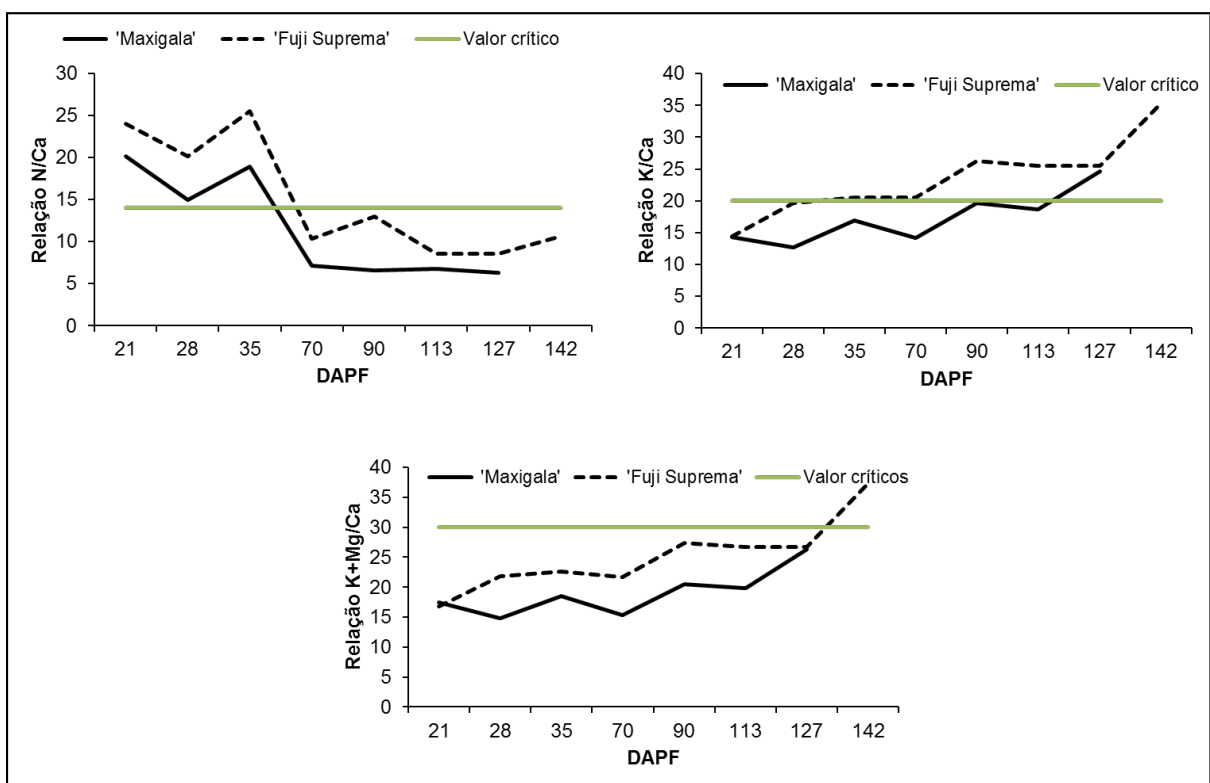 'Maxigala' 'Fuji Suprema' Valor crítico
Relação N/Ca
30
25
20
15
10
5
0
21 28 35 70 90 113 127 142
DAPF
'Maxigala' 'Fuji Suprema' Valor crítico
Relação K/Ca
40
35
30
25
20
15
10
5
0
21 28 35 70 90 113 127 142
DAPF
'Maxigala' 'Fuji Suprema' Valor críticos
Relação K+Mg/Ca
40
35
30
25
20
15
10
5
0
21 28 35 70 90 113 127 142
DAPF